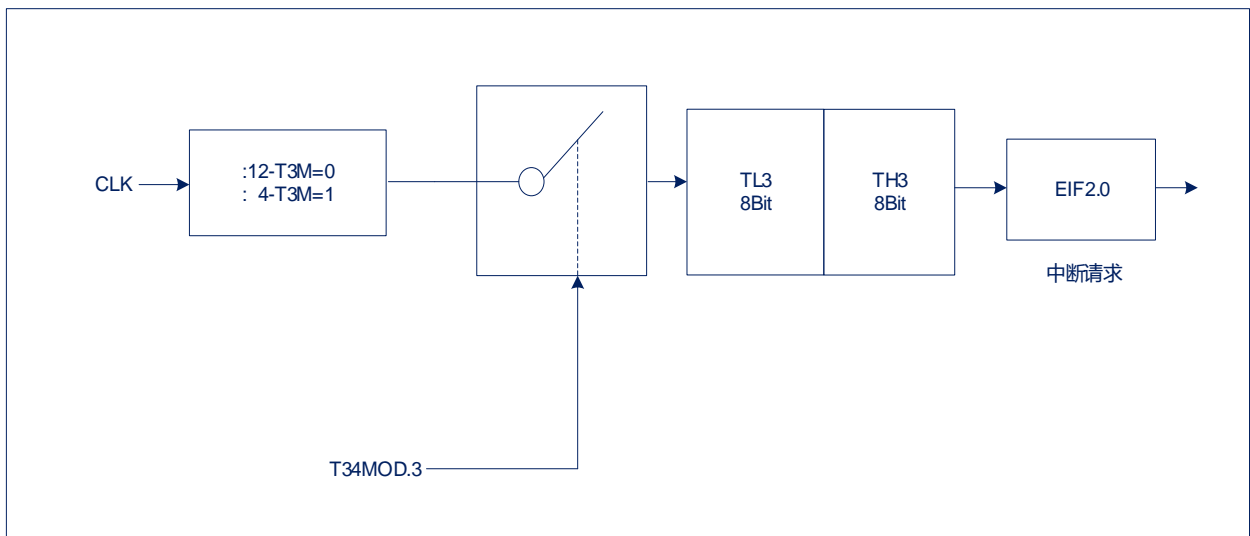 CLK
:12-T3M=0
: 4-T3M=1
TL3
8Bit
TH3
8Bit
EIF2.0
中断请求
T34MOD.3